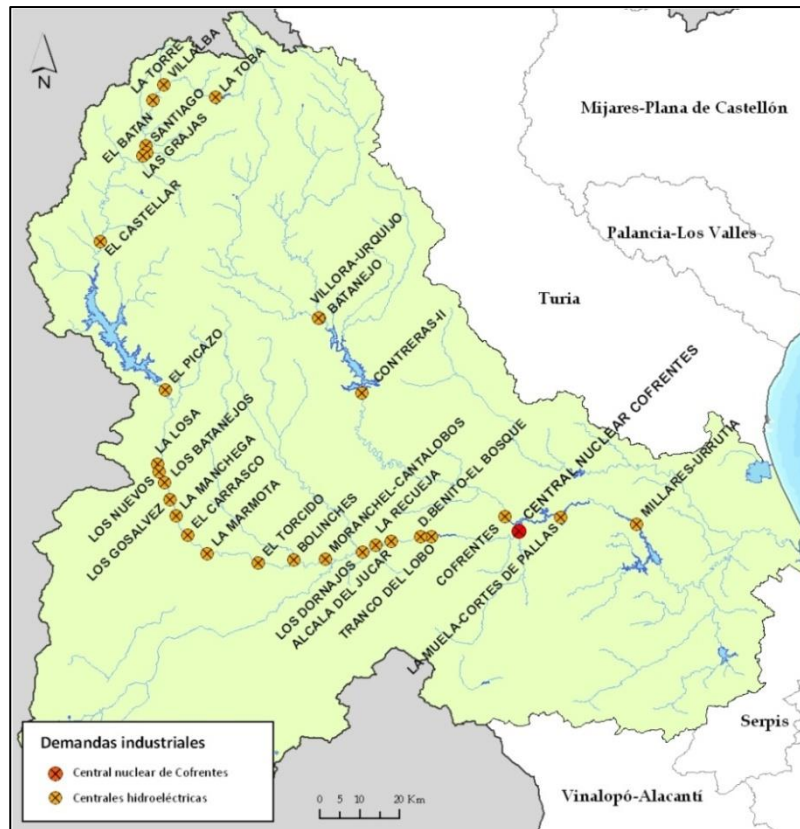 N
LA TORRE
VILLALBA
LA TOBA
EL BATAN
SANTIAGO
LAS GRAJAS
EL CASTELLAR
Mijares-Plana de Castellón
Palancia-Los Valles
Turia
VILLORA-URQUIJO
BATANEJO
CONTRERAS-II
EL PICAZO
LA LOSA
LOS BATANEJOS
LOS NUEVOS
LA MANCHEGA
LOS GOSALVEZ
EL CARRASCO
LA MARMOTA
EL TORCIDO
BOLINCHES
MORANCHEL-CANTALOBOS
LOS DORNAJOS
LA RECUEJA
ALCALA DEL JUCAR
D.BENITO-EL BOSQUE
TRANCO DEL LOBO
COFRENTES
CENTRAL NUCLEAR COFRENTES
LA MUELA-CORTES DE PALLAS
MILLARES-URRUTIA
Serpis
Vinalopó-Alacantí
Demandas industriales
Central nuclear de Cofrentes
Centrales hidroeléctricas
0 5 10 20 Km